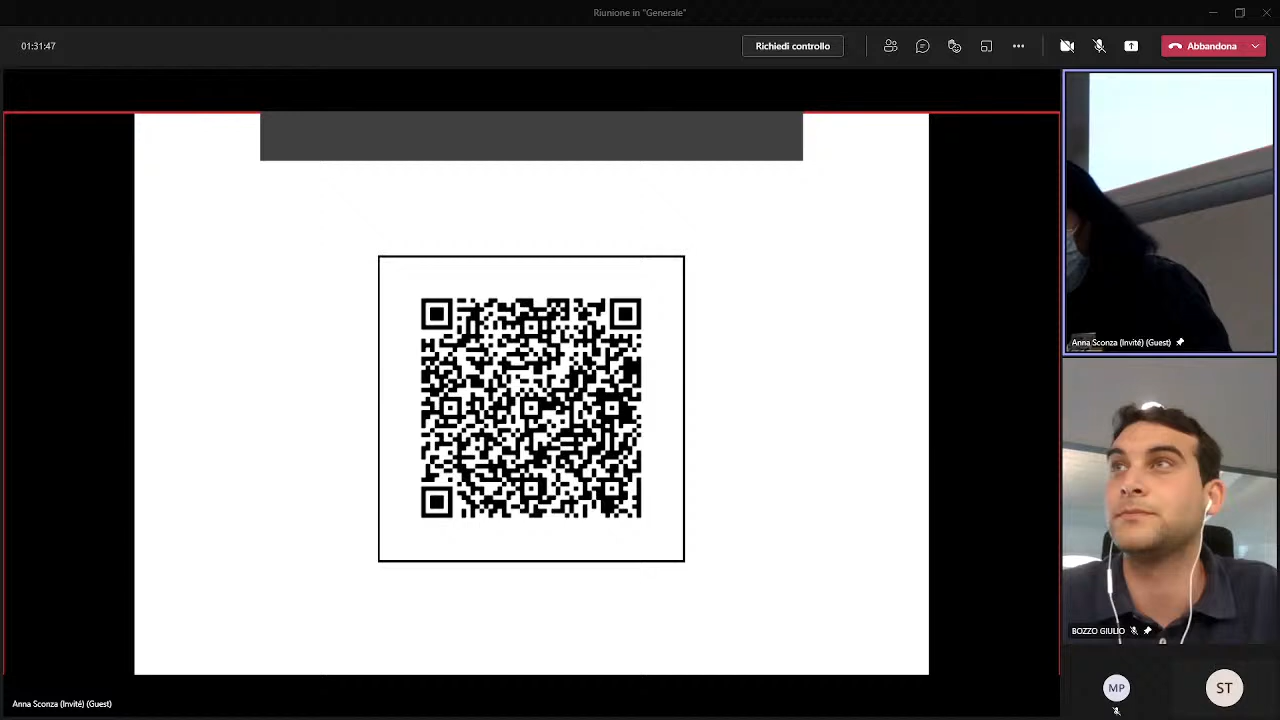 Riunione in "Generale"
01:31:47
Richiedi controllo
Abbandona
Anna Sconza (Invité) (Guest)
BOZZO GIULIO
MP
ST
Anna Sconza (Invité) (Guest)